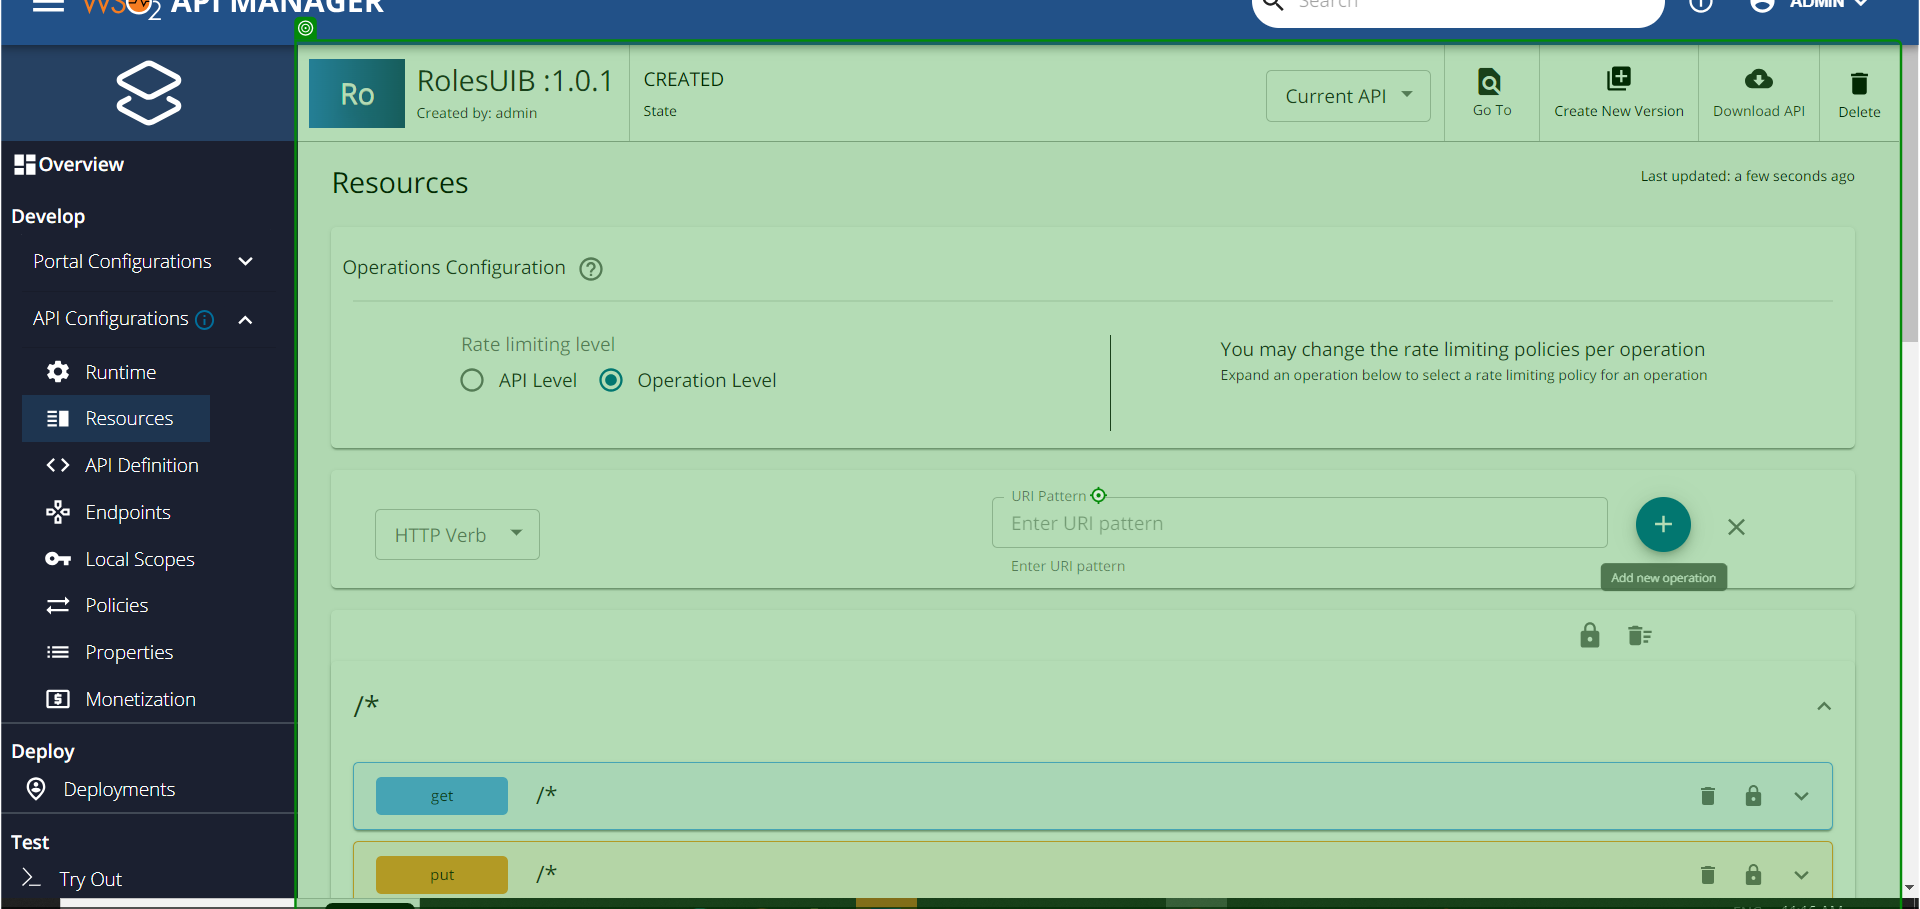 WSO2 API MANAGER
Search
ADMIN
Ro
RolesUIB :1.0.1
Created by: admin
CREATED
State
Current API
Go To
Create New Version
Download API
Delete
Overview
Develop
Portal Configurations
API Configurations
Runtime
Resources
API Definition
Endpoints
Local Scopes
Policies
Properties
Monetization
Deploy
Deployments
Test
Try Out
Resources
Last updated: a few seconds ago
Operations Configuration
Rate limiting level
API Level
Operation Level
You may change the rate limiting policies per operation
Expand an operation below to select a rate limiting policy for an operation
HTTP Verb
URI Pattern
Enter URI pattern
Enter URI pattern
Add new operation
/*
get /*
put /*